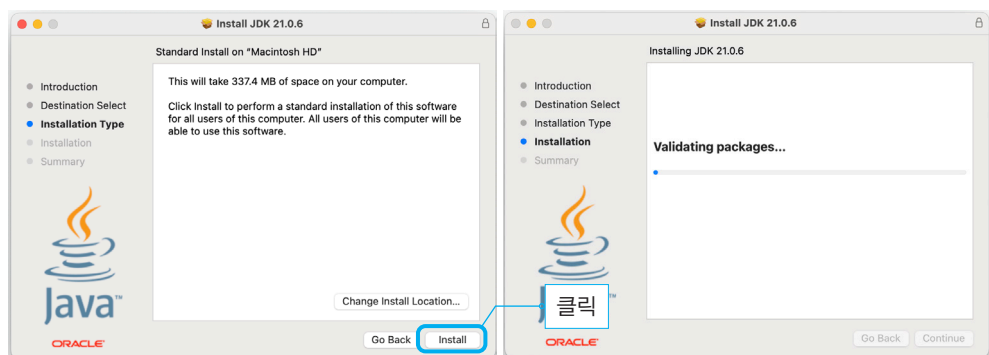 Install JDK 21.0.6
Standard Install on “Macintosh HD”
Introduction
Destination Select
Installation Type
Installation
Summary
This will take 337.4 MB of space on your computer.
Click Install to perform a standard installation of this software
for all users of this computer. All users of this computer will be
able to use this software.
Change Install Location...
Go Back
Install
Java™
ORACLE
클릭
Install JDK 21.0.6
Installing JDK 21.0.6
Introduction
Destination Select
Installation Type
Installation
Summary
Validating packages...
Go Back
Continue
ORACLE